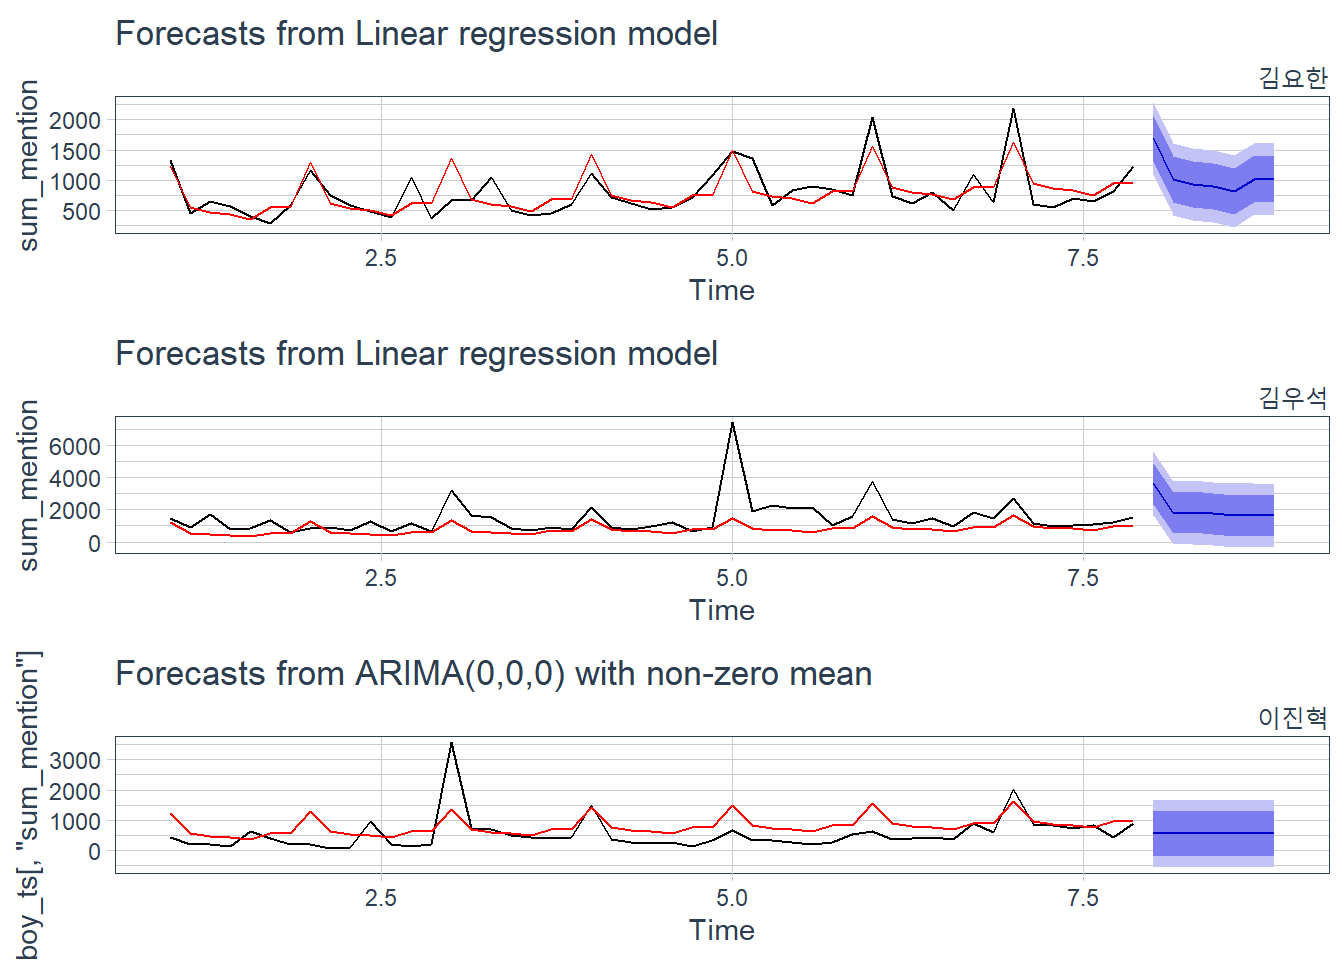 Forecasts from Linear regression model
김요한
sum_mention
2000
1500
1000
500
2.5 5.0 7.5
Time
Forecasts from Linear regression model
김우석
sum_mention
6000
4000
2000
0
2.5 5.0 7.5
Time
Forecasts from ARIMA(0,0,0) with non-zero mean
이진혁
boy_ts[, "sum_mention"]
3000
2000
1000
0
2.5 5.0 7.5
Time